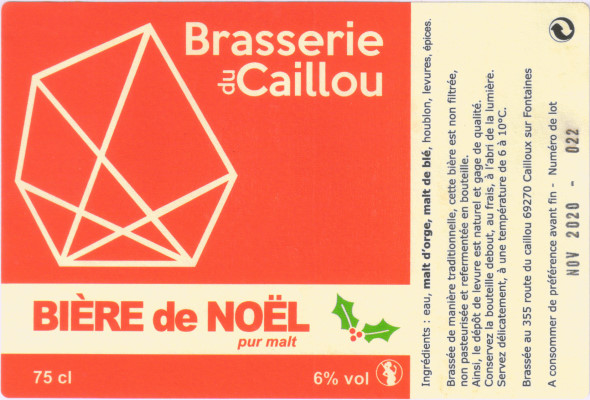 Brasserie
du Caillou
BIÈRE de NOËL
pur malt
75 cl
6% vol
Ingrédients : eau, malt d'orge, malt de blé, houblon, levures, épices.
Brassée de manière traditionnelle, cette bière est non filtrée,
non pasteurisée et refermentée en bouteille.
Ainsi, le dépôt de levure est naturel et gage de qualité.
Conservez la bouteille debout, au frais, à l'abri de la lumière.
Servez délicatement, à une température de 6 à 10°C.
Brassée au 355 route du caillou 69270 Cailloux sur Fontaines
A consommer de préférence avant fin - Numéro de lot
NOV 2020 - 022